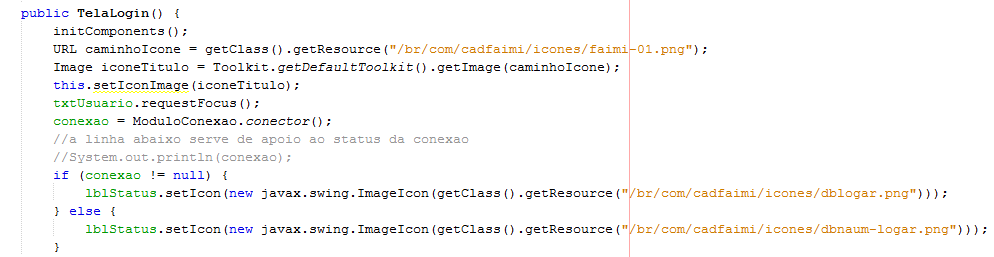 public TelaLogin() {
initComponents();
URL caminhoIcone = getClass().getResource("/br/com/cadfaimi/icones/faimi-01.png");
Image iconeTitulo = Toolkit.getDefaultToolkit().getImage(caminhoIcone);
this.setIconImage(iconeTitulo);
txtUsuario.requestFocus();
conexao = ModuloConexao.conector();
//a linha abaixo serve de apoio ao status da conexao
//System.out.println(conexao);
if (conexao != null) {
lblStatus.setIcon(new javax.swing.ImageIcon(getClass().getResource("/br/com/cadfaimi/icones/dblogar.png")));
} else {
lblStatus.setIcon(new javax.swing.ImageIcon(getClass().getResource("/br/com/cadfaimi/icones/dbnaum-logar.png")));
}